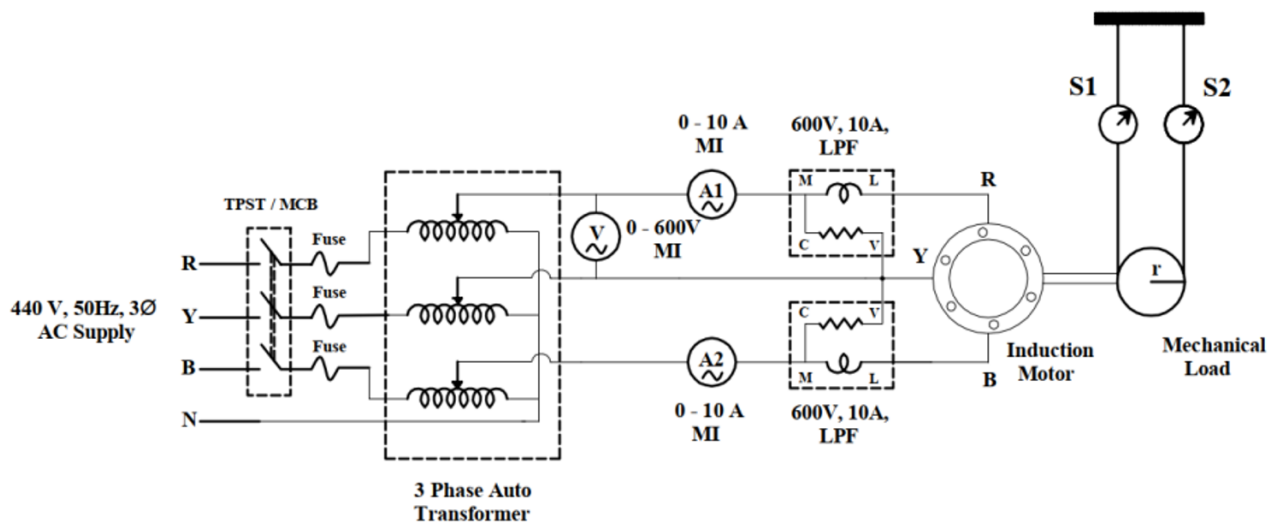 S1
S2
0 - 10 A
MI
600V, 10A,
LPF
M
L
R
A1
TPST / MCB
Fuse
V
0 - 600V
MI
C
V
Y
r
R
440 V, 50Hz, 3Ø
AC Supply
Fuse
Y
C
V
Fuse
B
A2
M
L
Induction
Motor
Mechanical
Load
B
N
0 - 10 A
MI
600V, 10A,
LPF
3 Phase Auto
Transformer